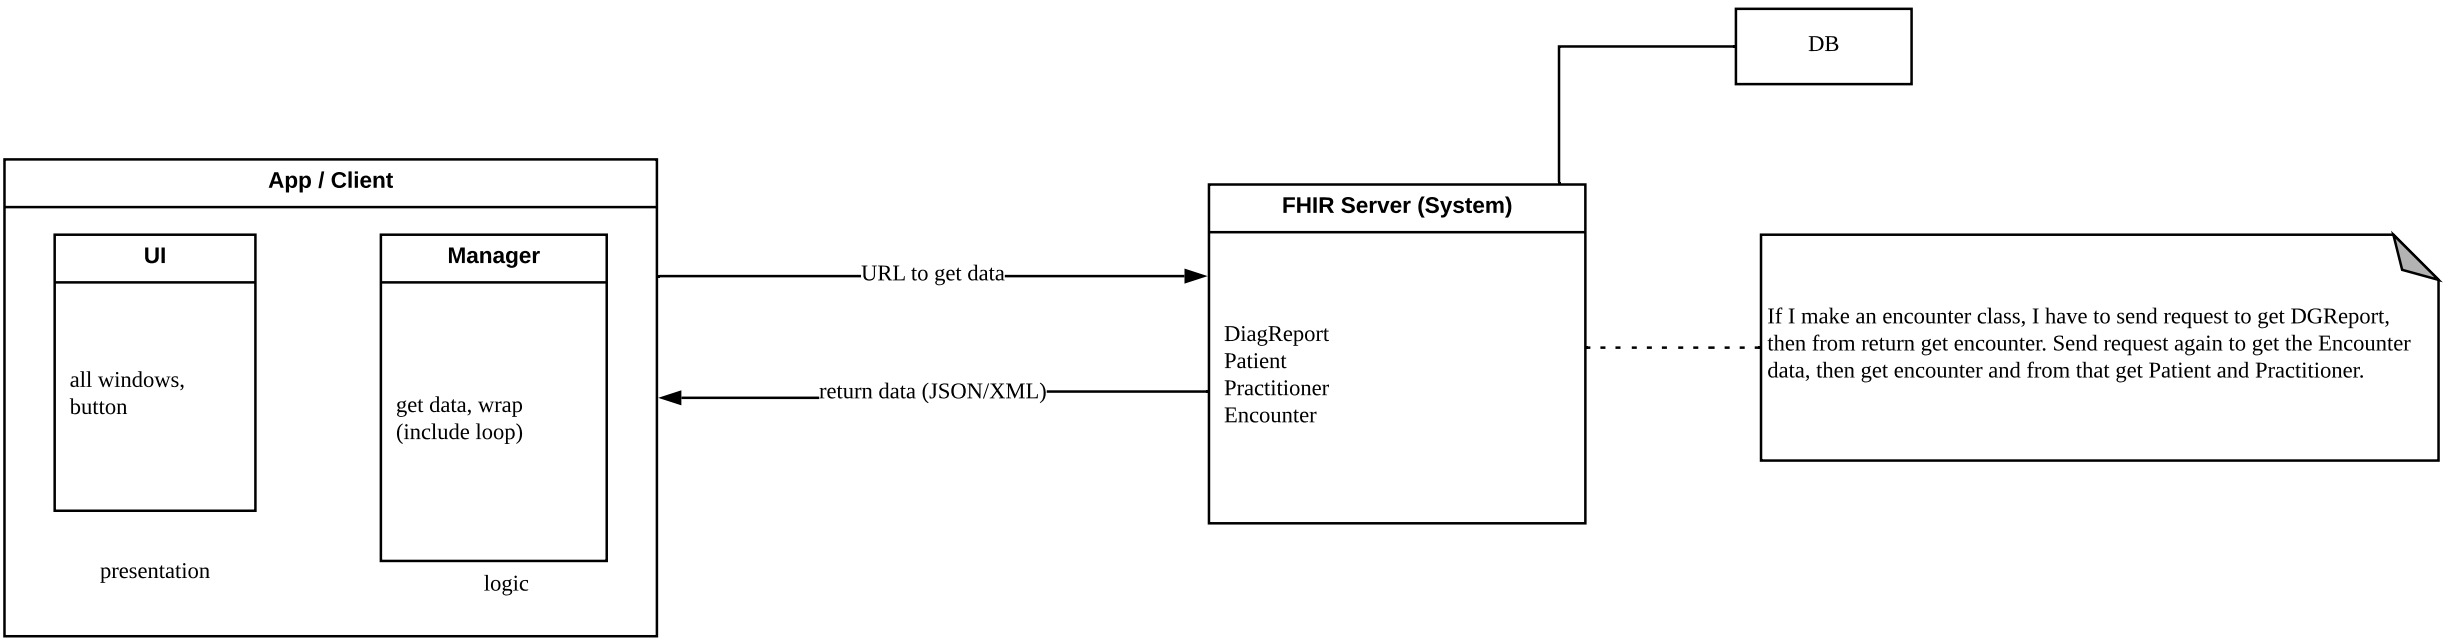 DB
App / Client
UI
all windows,
button
presentation
Manager
get data, wrap
(include loop)
logic
URL to get data
return data (JSON/XML)
FHIR Server (System)
DiagReport
Patient
Practitioner
Encounter
If I make an encounter class, I have to send request to get DGReport,
then from return get encounter. Send request again to get the Encounter
data, then get encounter and from that get Patient and Practitioner.